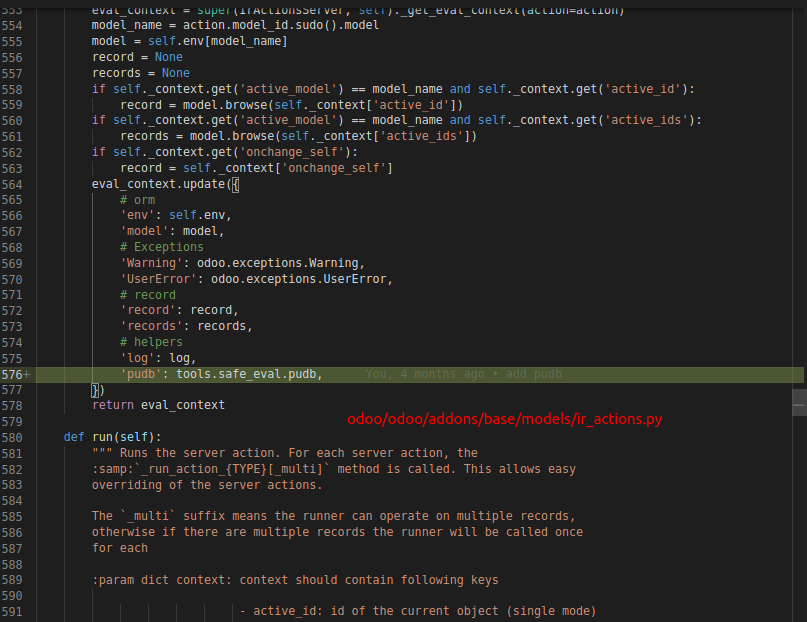 553 eval_context = super(IrActionsServer, self)._get_eval_context(action=action)
554 model_name = action.model_id.sudo().model
555 model = self.env[model_name]
556 record = None
557 records = None
558 if self._context.get('active_model') == model_name and self._context.get('active_id'):
559 record = model.browse(self._context['active_id'])
560 if self._context.get('active_model') == model_name and self._context.get('active_ids'):
561 records = model.browse(self._context['active_ids'])
562 if self._context.get('onchange_self'):
563 record = self._context['onchange_self']
564 eval_context.update({
565 # orm
566 'env': self.env,
567 'model': model,
568 # Exceptions
569 'Warning': odoo.exceptions.Warning,
570 'UserError': odoo.exceptions.UserError,
571 # record
572 'record': record,
573 'records': records,
574 # helpers
575 'log': log,
576+ 'pudb': tools.safe_eval.pudb, You, 4 months ago • add pudb
577 })
578 return eval_context
odoo/odoo/addons/base/models/ir_actions.py
579
580 def run(self):
581 """ Runs the server action. For each server action, the
582 :samp:`_run_action_{TYPE}[_multi]` method is called. This allows easy
583 overriding of the server actions.
584
585 The `_multi` suffix means the runner can operate on multiple records,
586 otherwise if there are multiple records the runner will be called once
587 for each
588
589 :param dict context: context should contain following keys
590
591 - active_id: id of the current object (single mode)